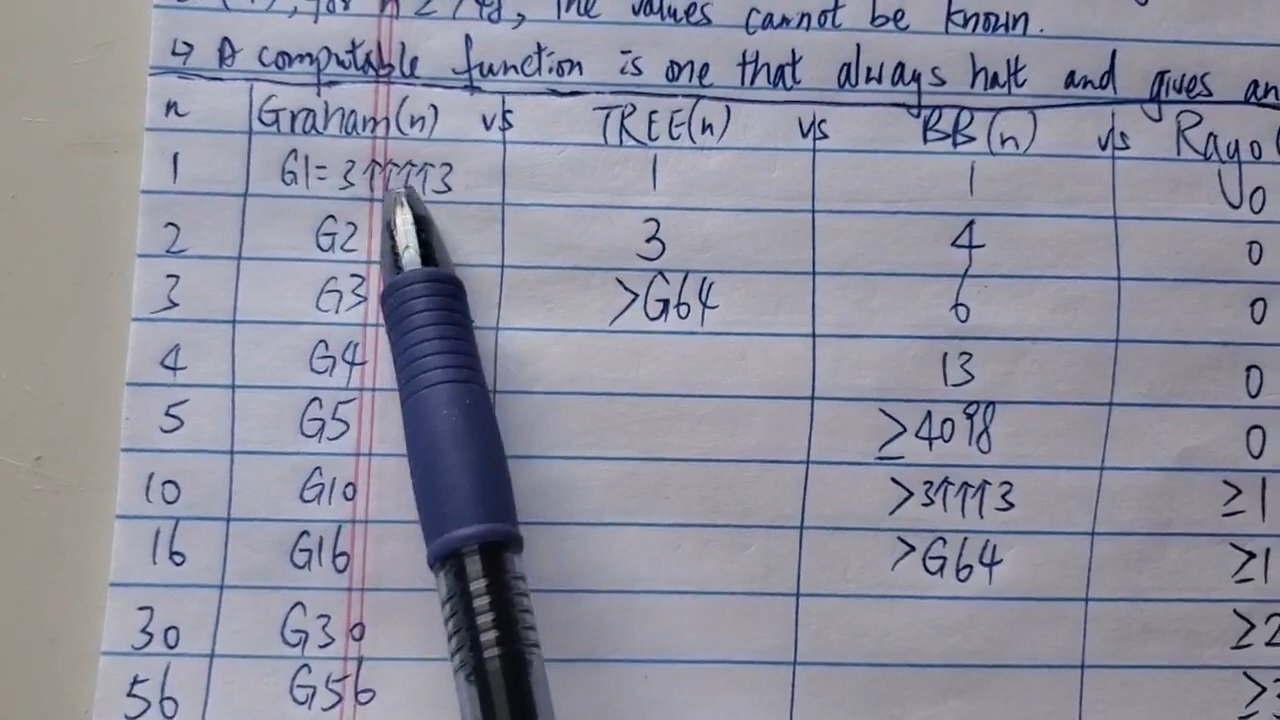 the values cannot be known.
↳ A computable function is one that always halt and gives an
n Graham(n) vs TREE(n) vs BB(n) vs Rayo(
1 G1=3↑↑↑↑3 1 1 0
2 G2 3 4 0
3 G3 >G64 6 0
4 G4 13 0
5 G5 ≥4098 0
10 G10 >3↑↑↑3 ≥1
16 G16 >G64 ≥1
30 G30 ≥2
56 G56 ≥3